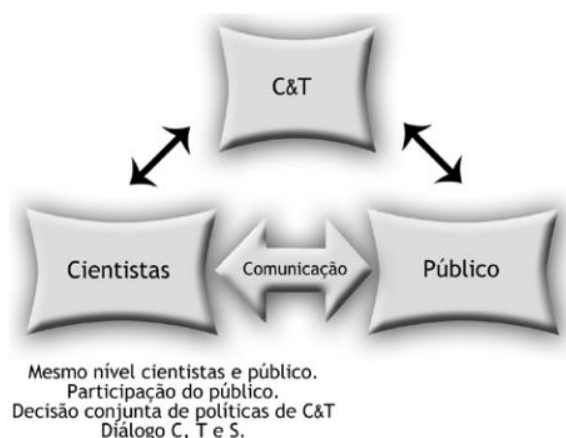 C&T
Cientistas
Comunicação
Público
Mesmo nível cientistas e público.
Participação do público.
Decisão conjunta de políticas de C&T
Diálogo C, T e S.